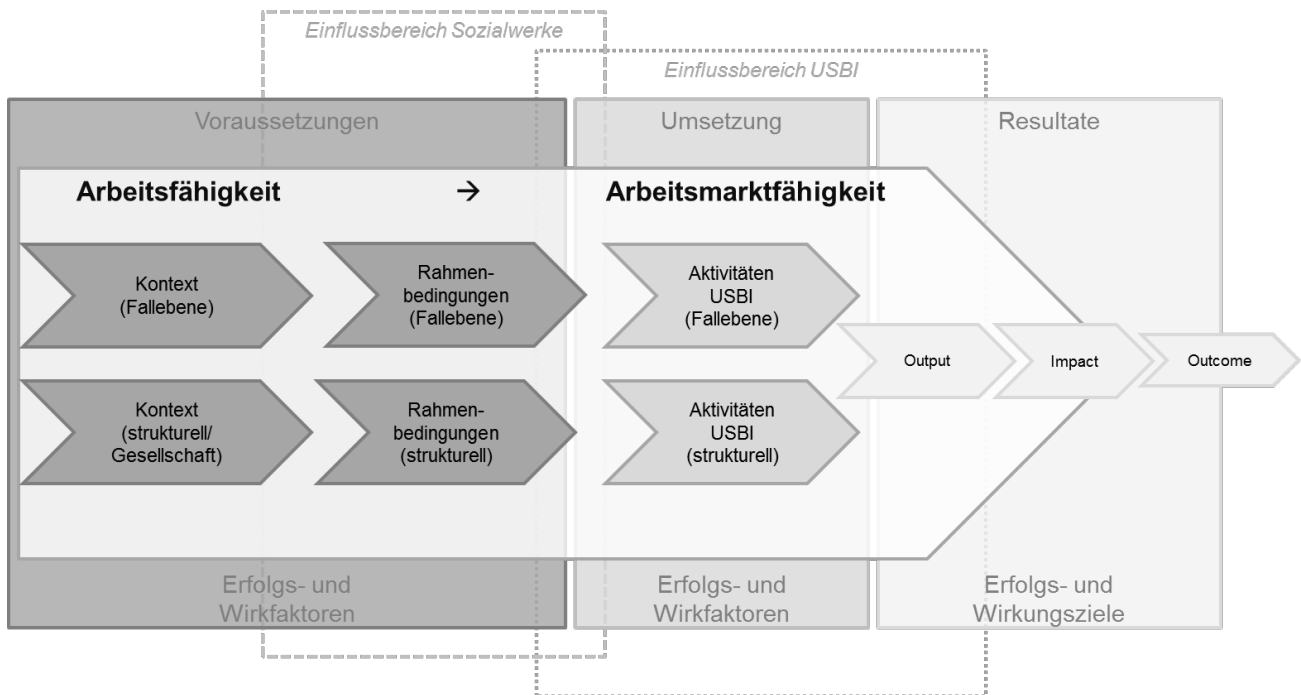 Einflussbereich Sozialwerke
Einflussbereich USBI
Voraussetzungen
Umsetzung
Resultate
Arbeitsfähigkeit
→
Arbeitsmarktfähigkeit
Kontext
(Fallebene)
Rahmen-
bedingungen
(Fallebene)
Aktivitäten
USBI
(Fallebene)
Output
Impact
Outcome
Kontext
(strukturell/
Gesellschaft)
Rahmen-
bedingungen
(strukturell)
Aktivitäten
USBI
(strukturell)
Erfolgs- und
Wirkfaktoren
Erfolgs- und
Wirkfaktoren
Erfolgs- und
Wirkungsziele